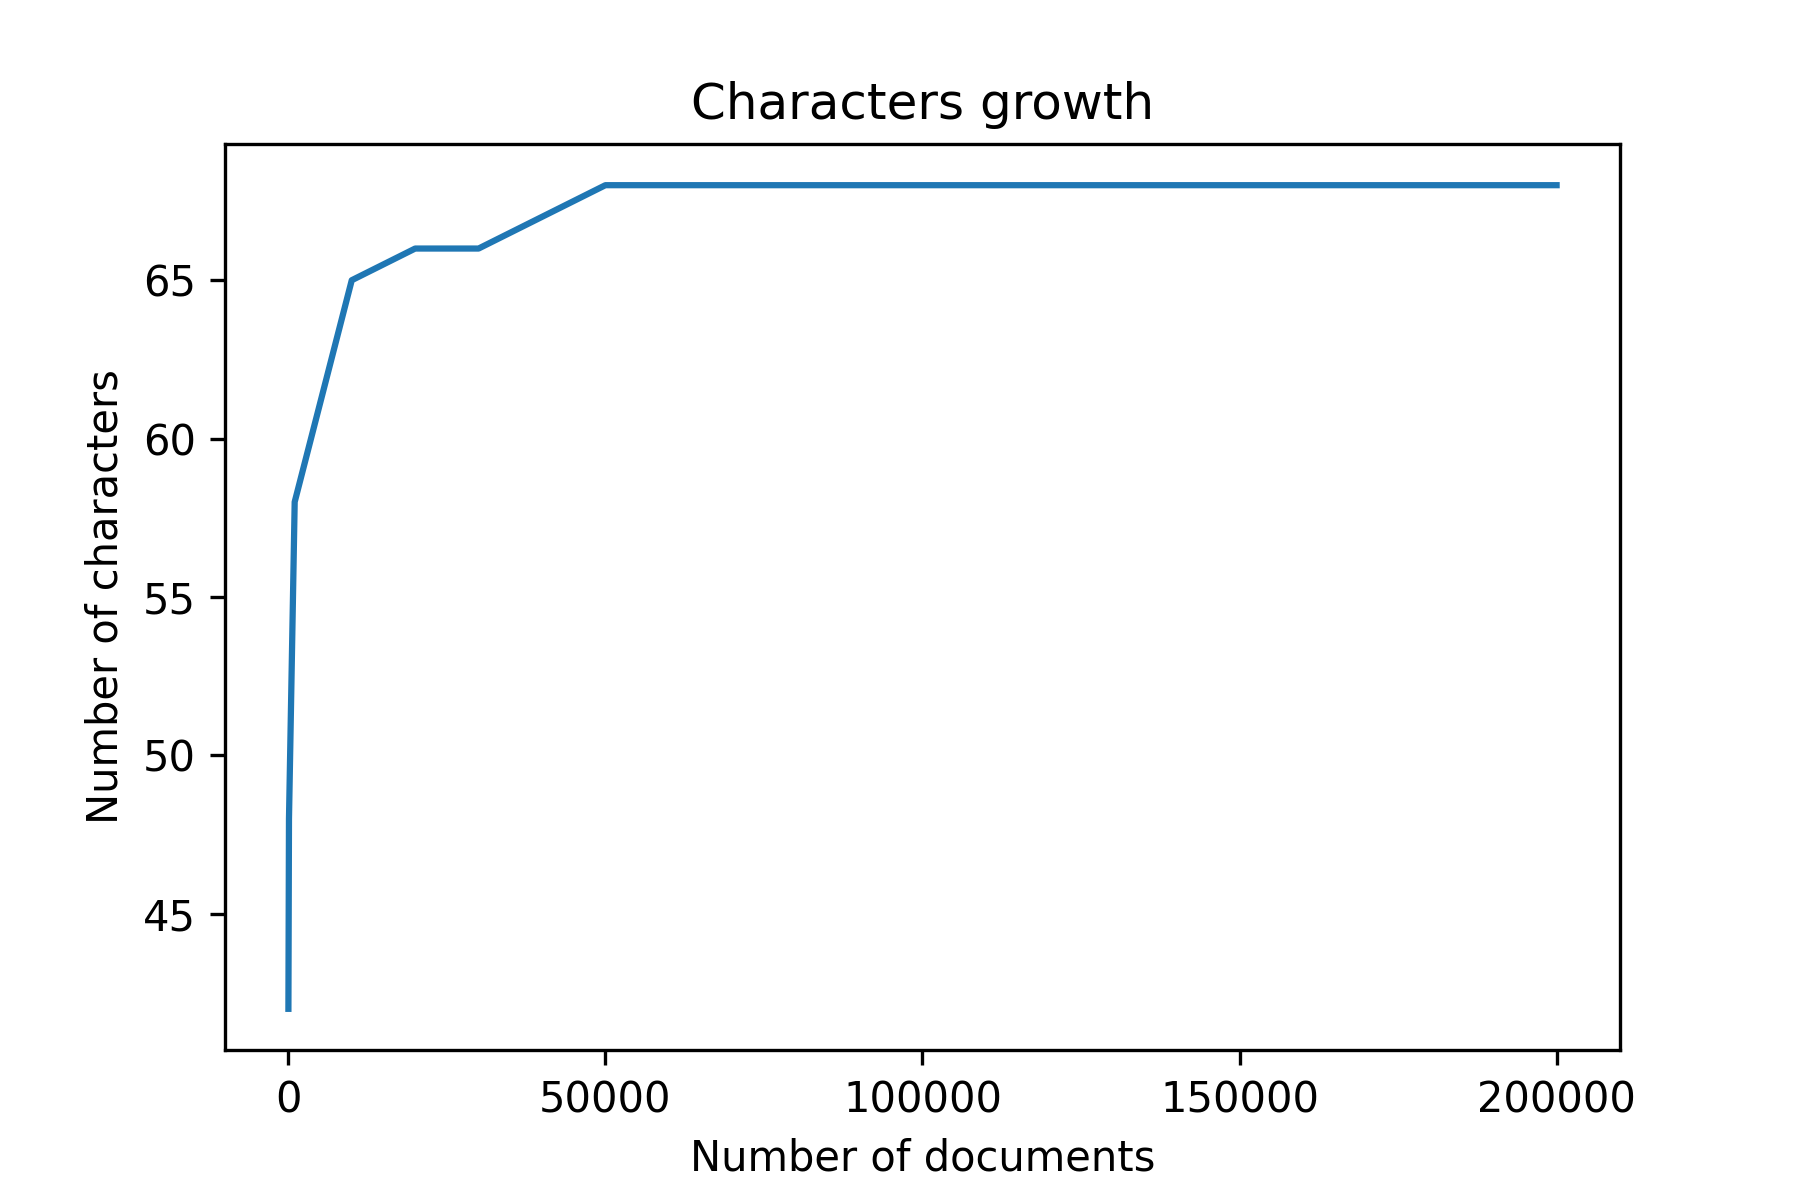 Characters growth
Number of characters
65
60
55
50
45
0 50000 100000 150000 200000
Number of documents